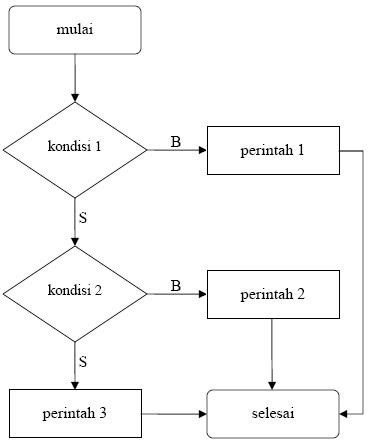 mulai
kondisi 1
B
perintah 1
S
kondisi 2
B
perintah 2
S
perintah 3
selesai